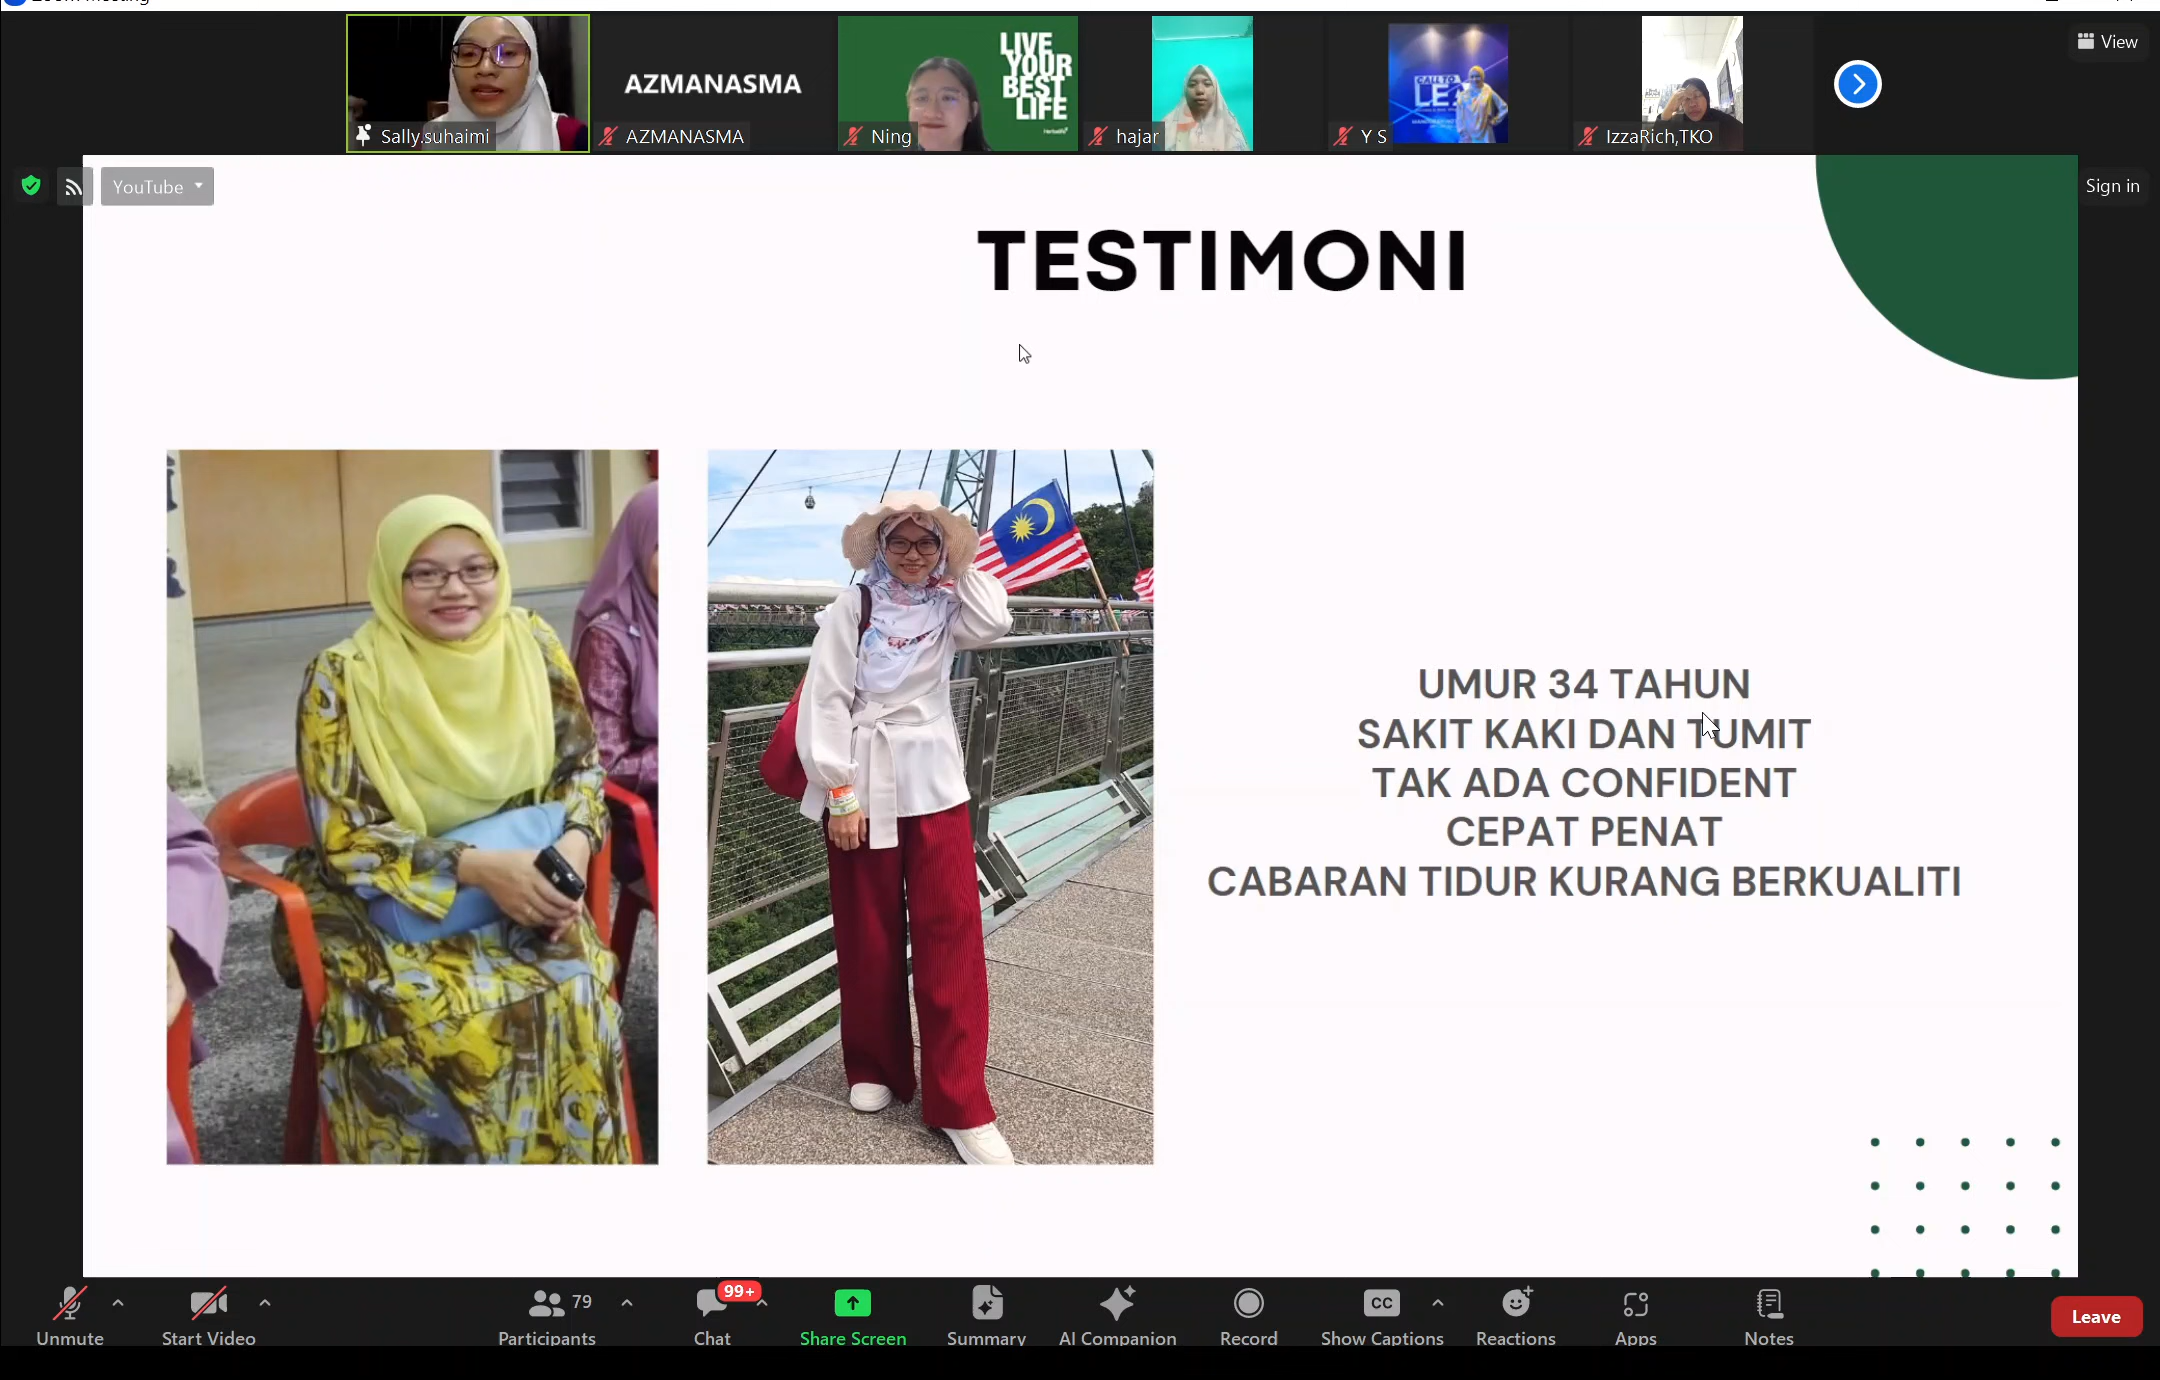 View
AZMANASMA
LIVE
YOUR
BEST
LIFE
Herbalife
CALL TO
Sally.suhaimi
AZMANASMA
Ning
hajar
Y S
IzzaRich,TKO
YouTube
Sign in
TESTIMONI
UMUR 34 TAHUN
SAKIT KAKI DAN TUMIT
TAK ADA CONFIDENT
CEPAT PENAT
CABARAN TIDUR KURANG BERKUALITI
79
99+
CC
Unmute
Start Video
Participants
Chat
Share Screen
Summary
AI Companion
Record
Show Captions
Reactions
Apps
Notes
Leave